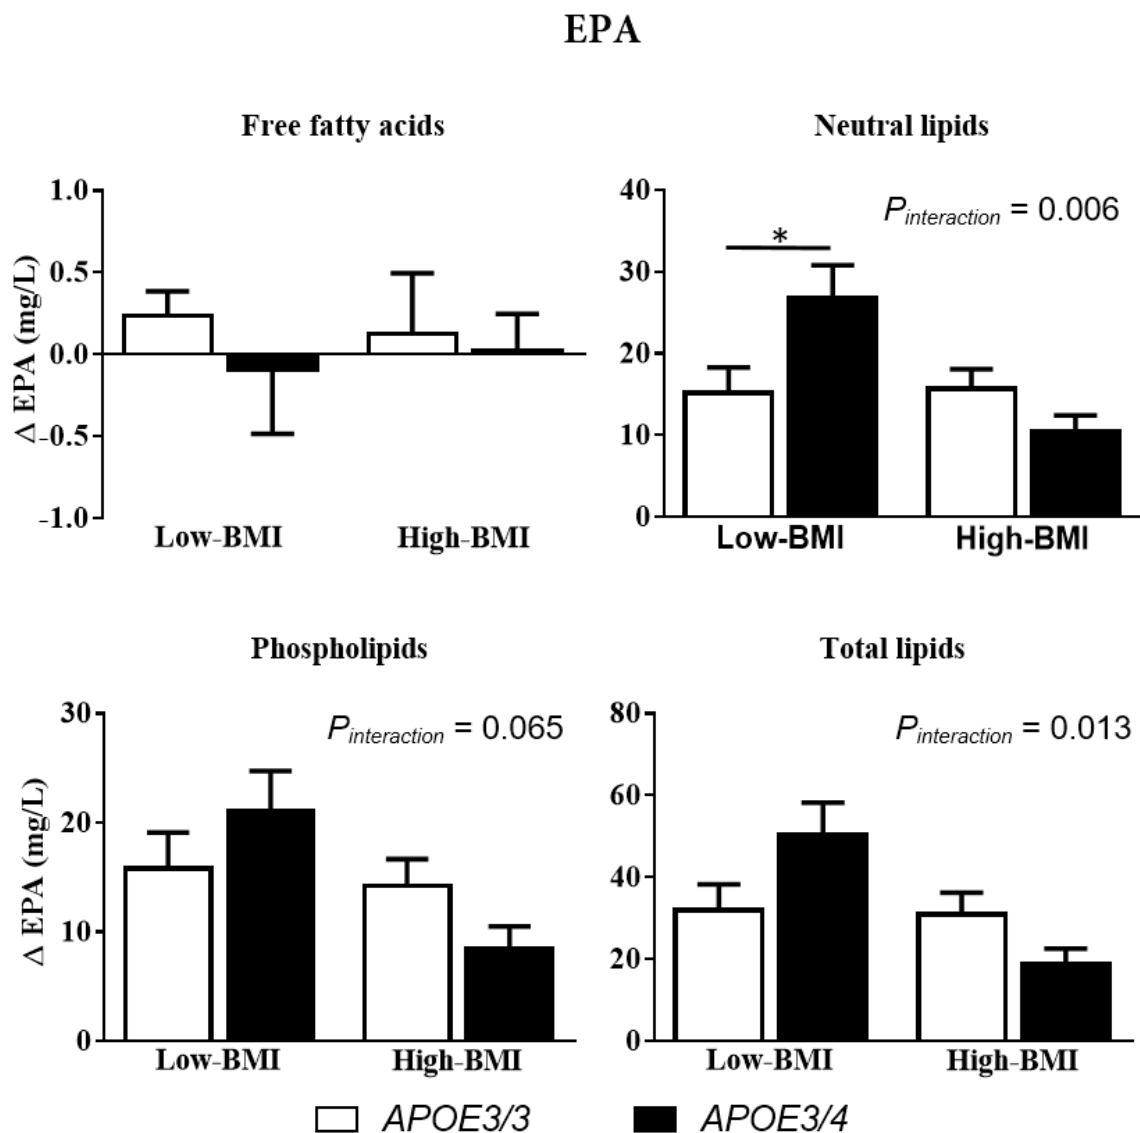 EPA
Free fatty acids
Δ EPA (mg/L)
1.0
0.5
0.0
-0.5
-1.0
Low-BMI High-BMI
Neutral lipids
P interaction = 0.006
*
40
30
20
10
0
Low-BMI High-BMI
Phospholipids
P interaction = 0.065
Δ EPA (mg/L)
30
20
10
0
Low-BMI High-BMI
Total lipids
P interaction = 0.013
80
60
40
20
0
Low-BMI High-BMI
APOE3/3 APOE3/4